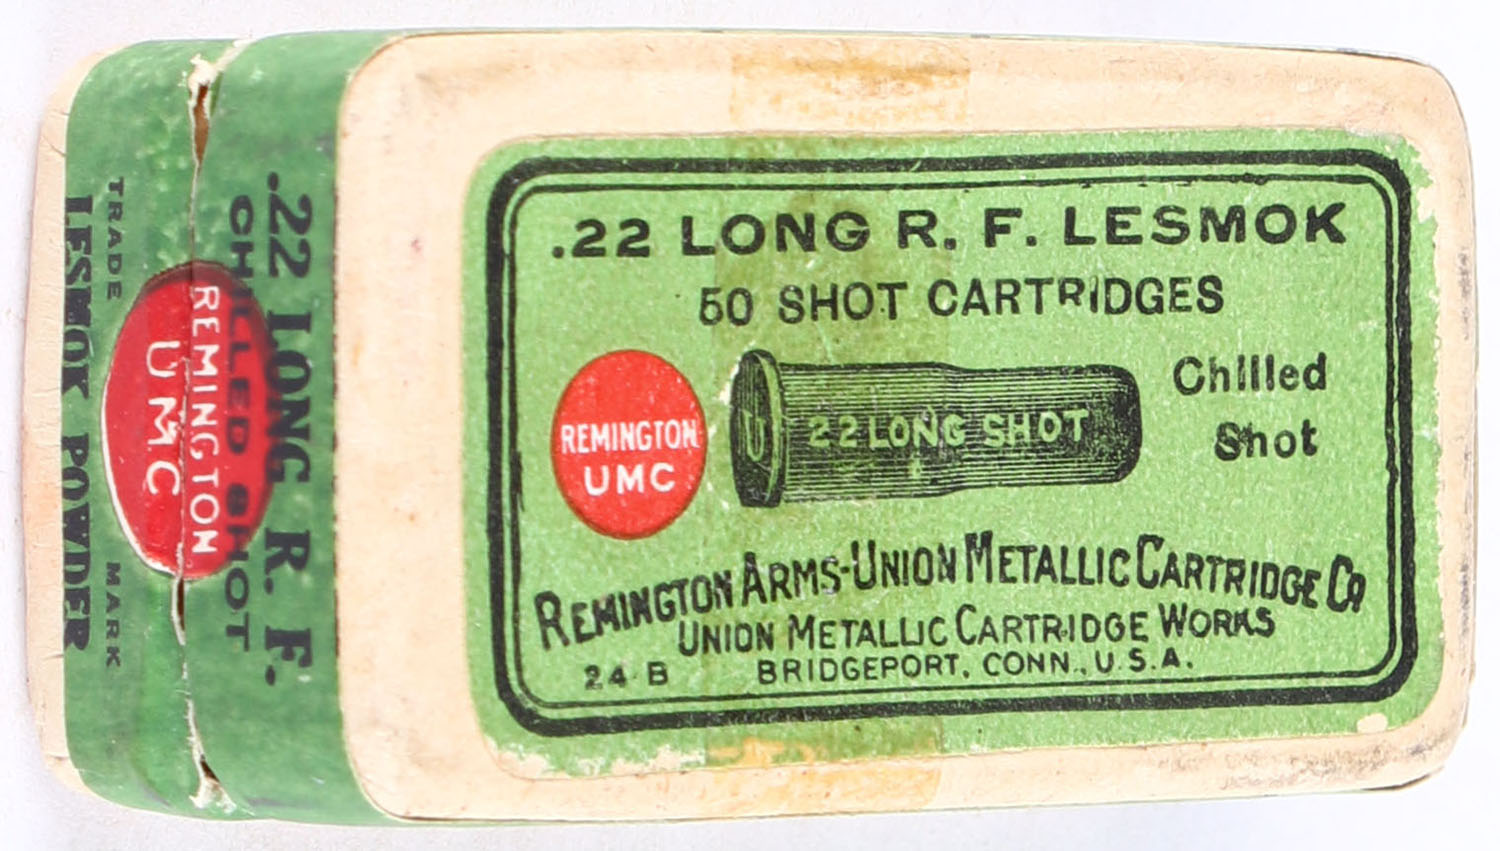 .22 LONG R. F. LESMOK
50 SHOT CARTRIDGES
REMINGTON
UMC
U
22 LONG SHOT
Chilled
Shot
REMINGTON ARMS-UNION METALLIC CARTRIDGE CO
UNION METALLIC CARTRIDGE WORKS
24 B
BRIDGEPORT, CONN., U.S.A.
.22 LONG R. F.
CHILLED SHOT
REMINGTON
UMC
TRADE MARK
LESMOK POWDER